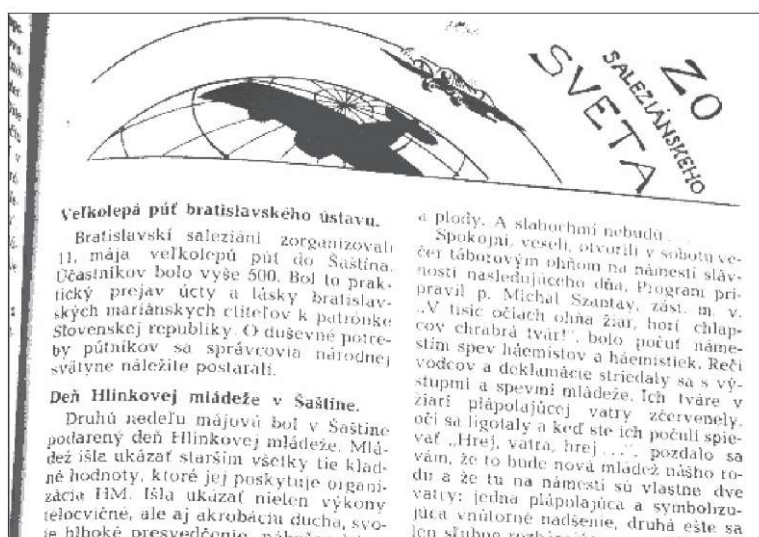 ZO
SALEZIÁNSKEHO
SVETA
Veľkolepá púť bratislavského ústavu.
Bratislavskí saleziáni zorganizovali
11. mája veľkolepú púť do Šaštína.
Účastníkov bolo vyše 500. Bol to prak-
tický prejav úcty a lásky bratislav-
ských mariánskych ctiteľov k patrónke
Slovenskej republiky. O duševné potre-
by pútnikov sa správcovia národnej
svätyne náležite postarali.
Deň Hlinkovej mládeže v Šaštíne.
Druhú nedeľu májovú bol v Šaštíne
podarený deň Hlinkovej mládeže. Mlá-
dež išla ukázať starším všetky tie klad-
né hodnoty, ktoré jej poskytuje organi-
zácia HM. Išla ukázať nielen výkony
telocvičné, ale aj akrobáciu ducha, svo-
je hlboké presvedčenie,
a plody. A slabochmi nebudú . . .
Spokojní, veselí, otvorili v sobotu ve-
čer táborovým ohňom na námestí sláv-
nosti nasledujúceho dňa. Program pri-
pravil p. Michal Szantay, zást. m. v.
„V tisíc očiach ohňa žiar, horí chlap-
cov chrabrá tvár!", bolo počuť náme-
stím spev háemistov a háemistiek. Reči
vodcov a deklamácie striedaly sa s vý-
stupmi a spevmi mládeže. Ich tváre v
žiari plápolajúcej vatry zčervenely,
oči sa ligotaly a keď ste ich počuli spie-
vať „Hrej, vatra, hrej . . .", pozdalo sa
vám, že to bude nová mládež nášho ro-
du a že tu na námestí sú vlastne dve
vatry: jedna plápolajúca a symbolizu-
júca vnútorné nadšenie, druhá ešte sa
len sľubne